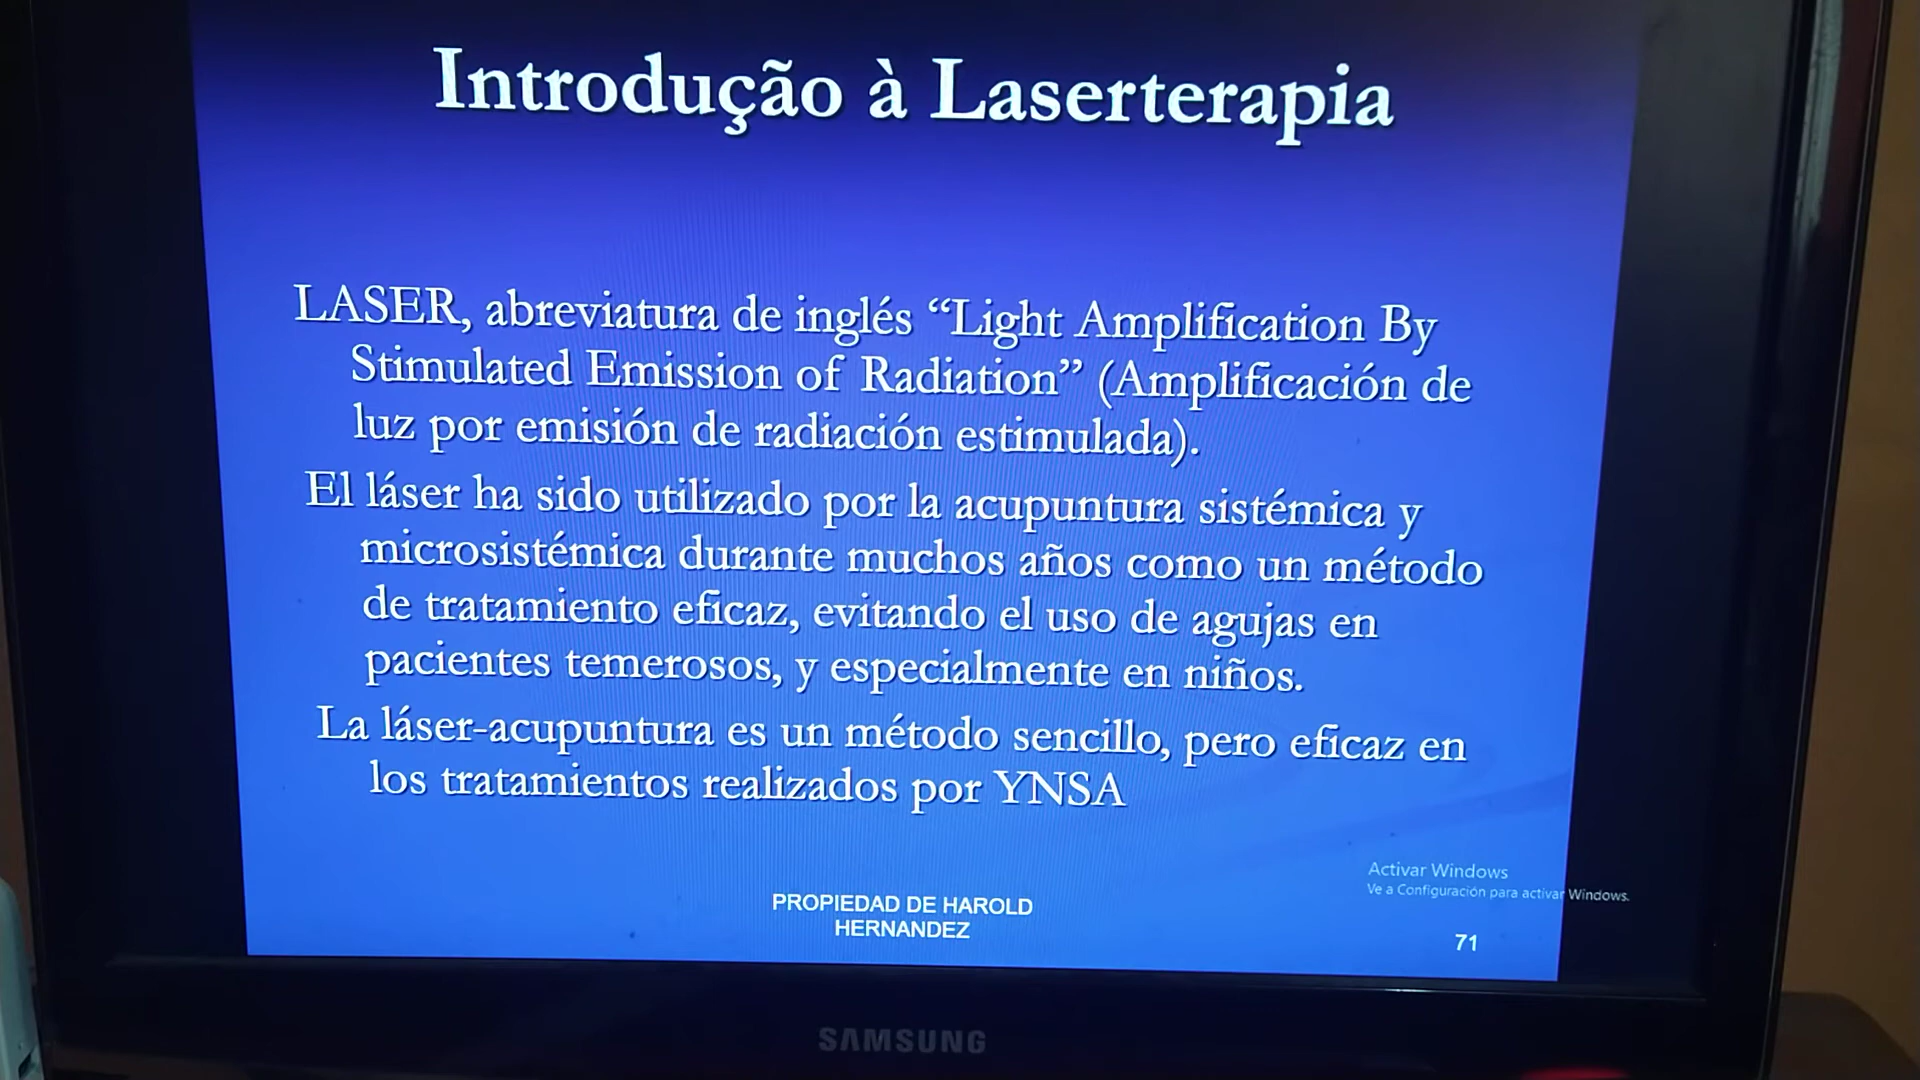 Introdução à Laserterapia
LASER, abreviatura de inglés “Light Amplification By
Stimulated Emission of Radiation” (Amplificación de
luz por emisión de radiación estimulada).
El láser ha sido utilizado por la acupuntura sistémica y
microsistémica durante muchos años como un método
de tratamiento eficaz, evitando el uso de agujas en
pacientes temerosos, y especialmente en niños.
La láser-acupuntura es un método sencillo, pero eficaz en
los tratamientos realizados por YNSA
Activar Windows
Ve a Configuración para activar Windows.
PROPIEDAD DE HAROLD
HERNANDEZ
71
SAMSUNG